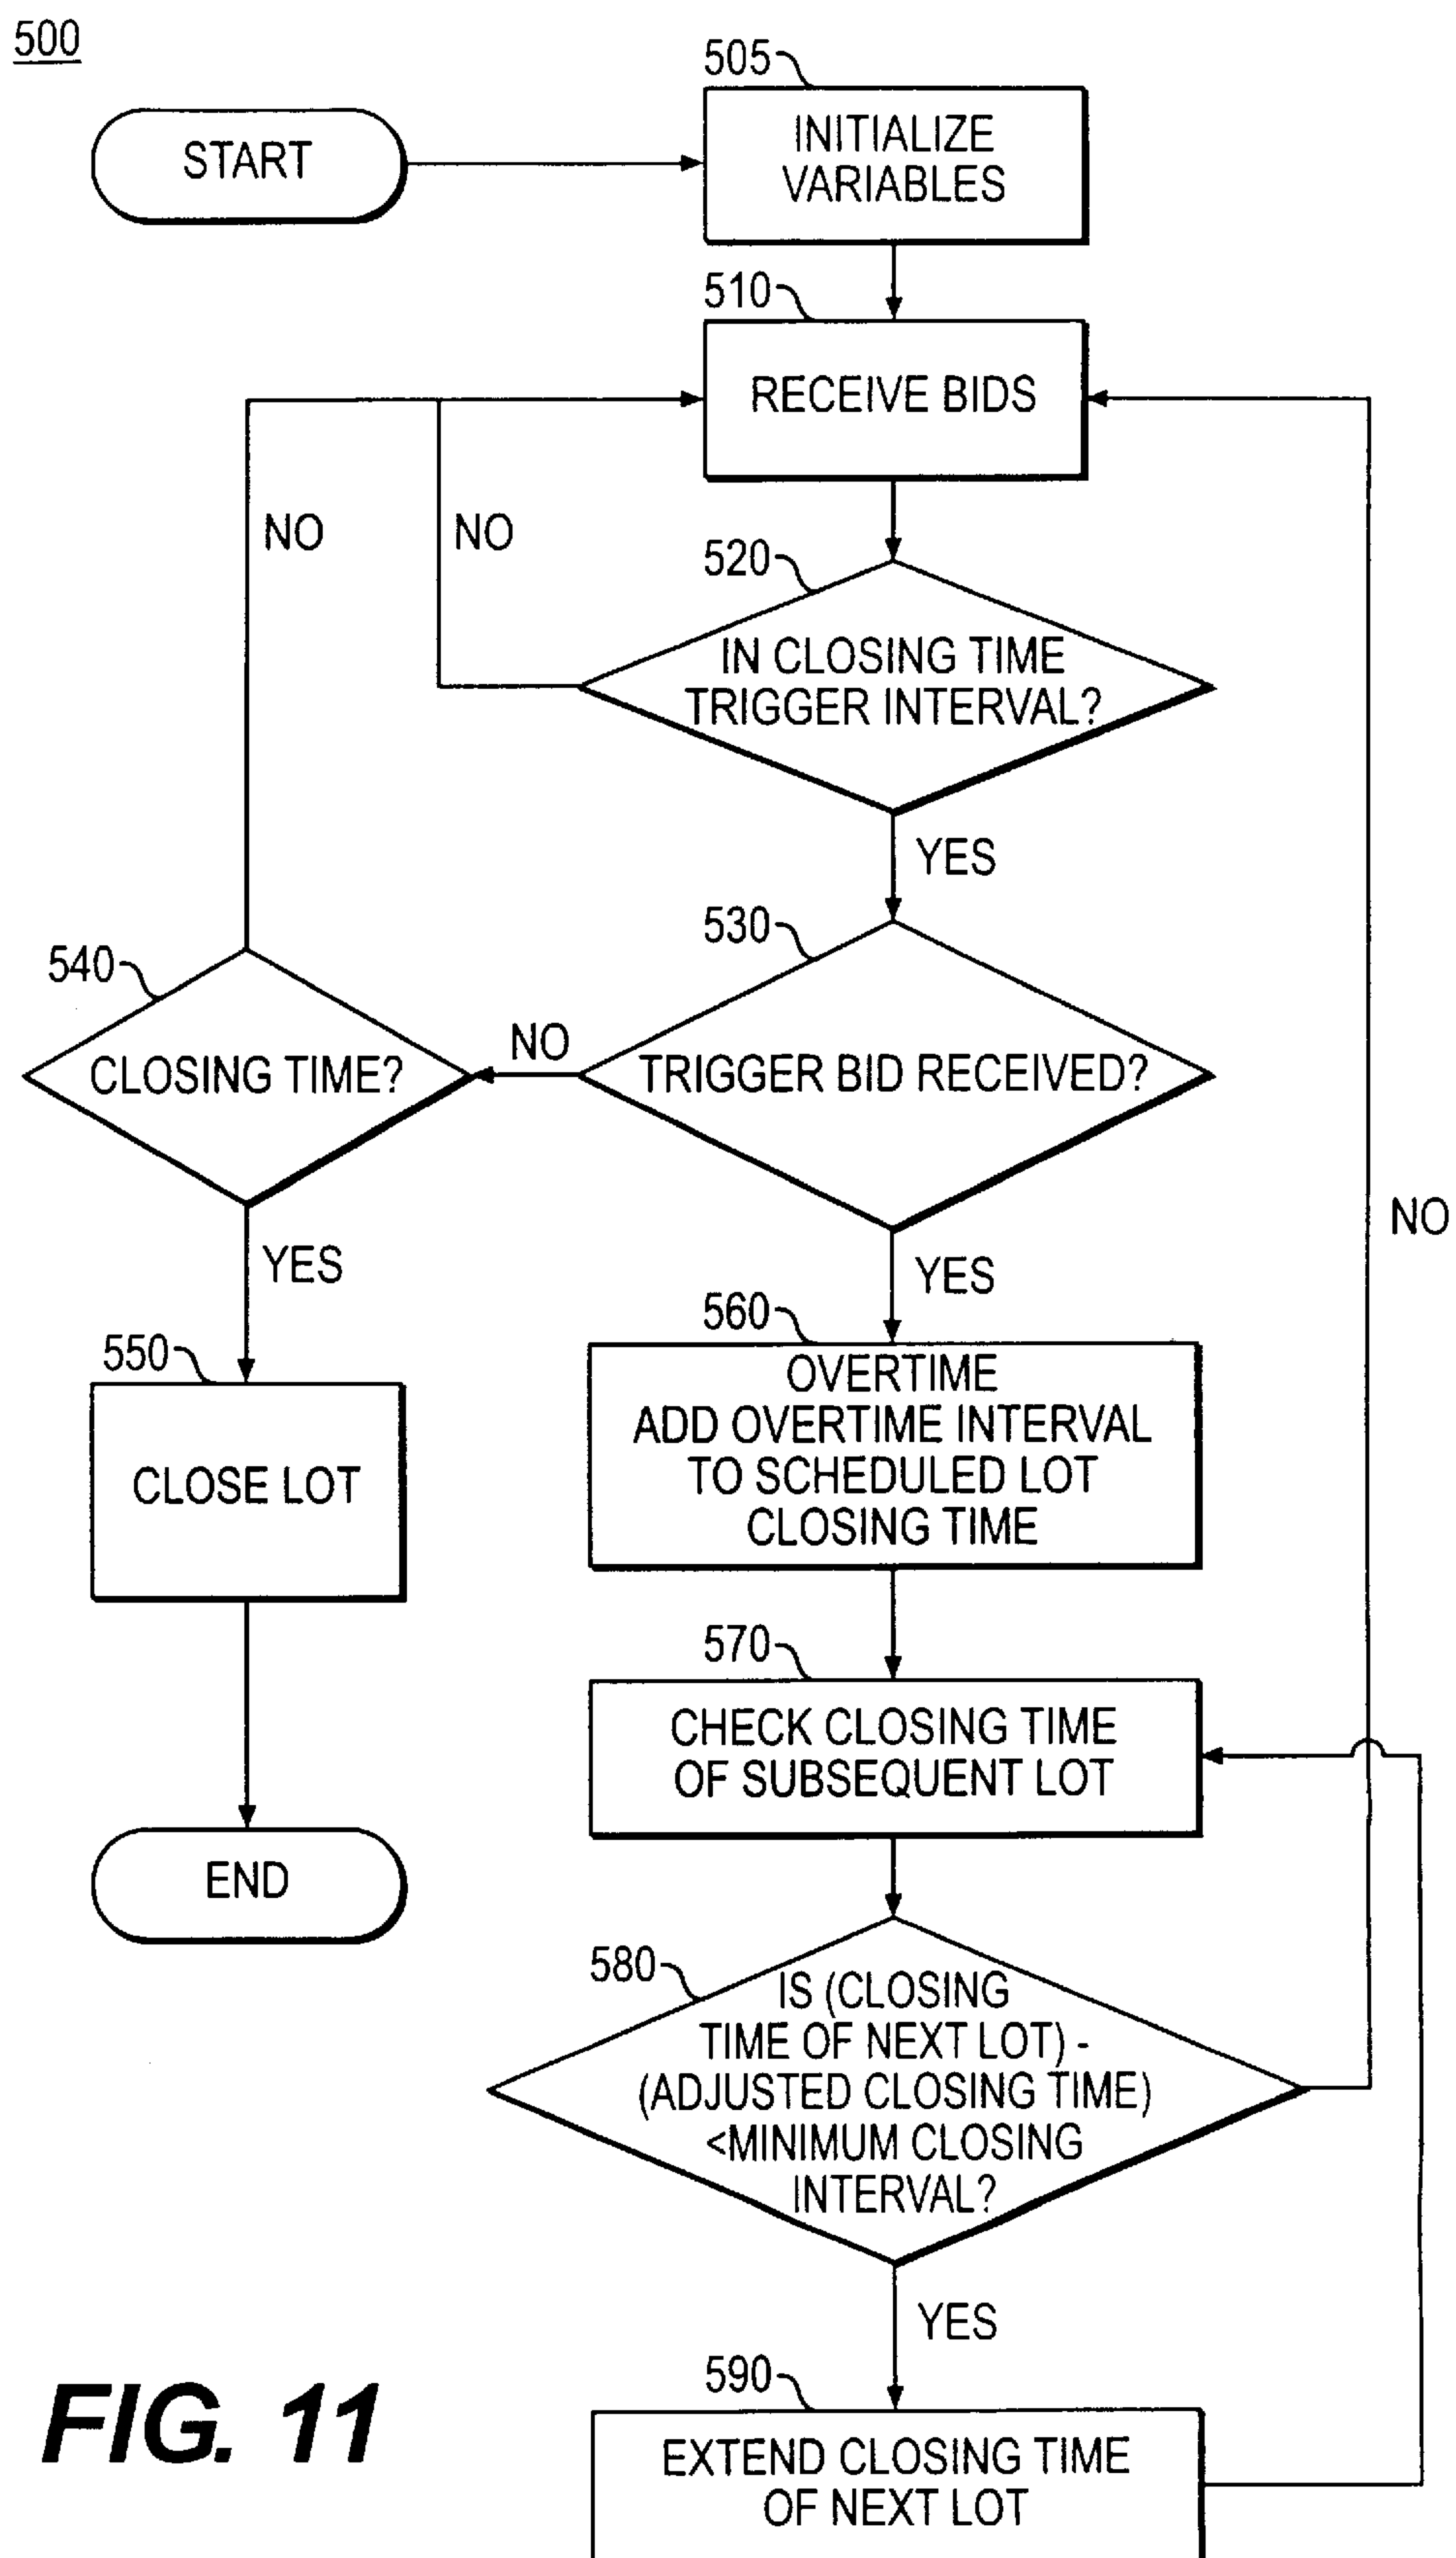 500
505
START
INITIALIZE
VARIABLES
510
RECEIVE BIDS
NO
NO
520
IN CLOSING TIME
TRIGGER INTERVAL?
YES
530
540
NO
CLOSING TIME?
TRIGGER BID RECEIVED?
NO
YES
YES
560
550
OVERTIME
ADD OVERTIME INTERVAL
TO SCHEDULED LOT
CLOSING TIME
CLOSE LOT
570
CHECK CLOSING TIME
OF SUBSEQUENT LOT
END
580
IS (CLOSING
TIME OF NEXT LOT) -
(ADJUSTED CLOSING TIME)
<MINIMUM CLOSING
INTERVAL?
YES
590
EXTEND CLOSING TIME
OF NEXT LOT
FIG. 11